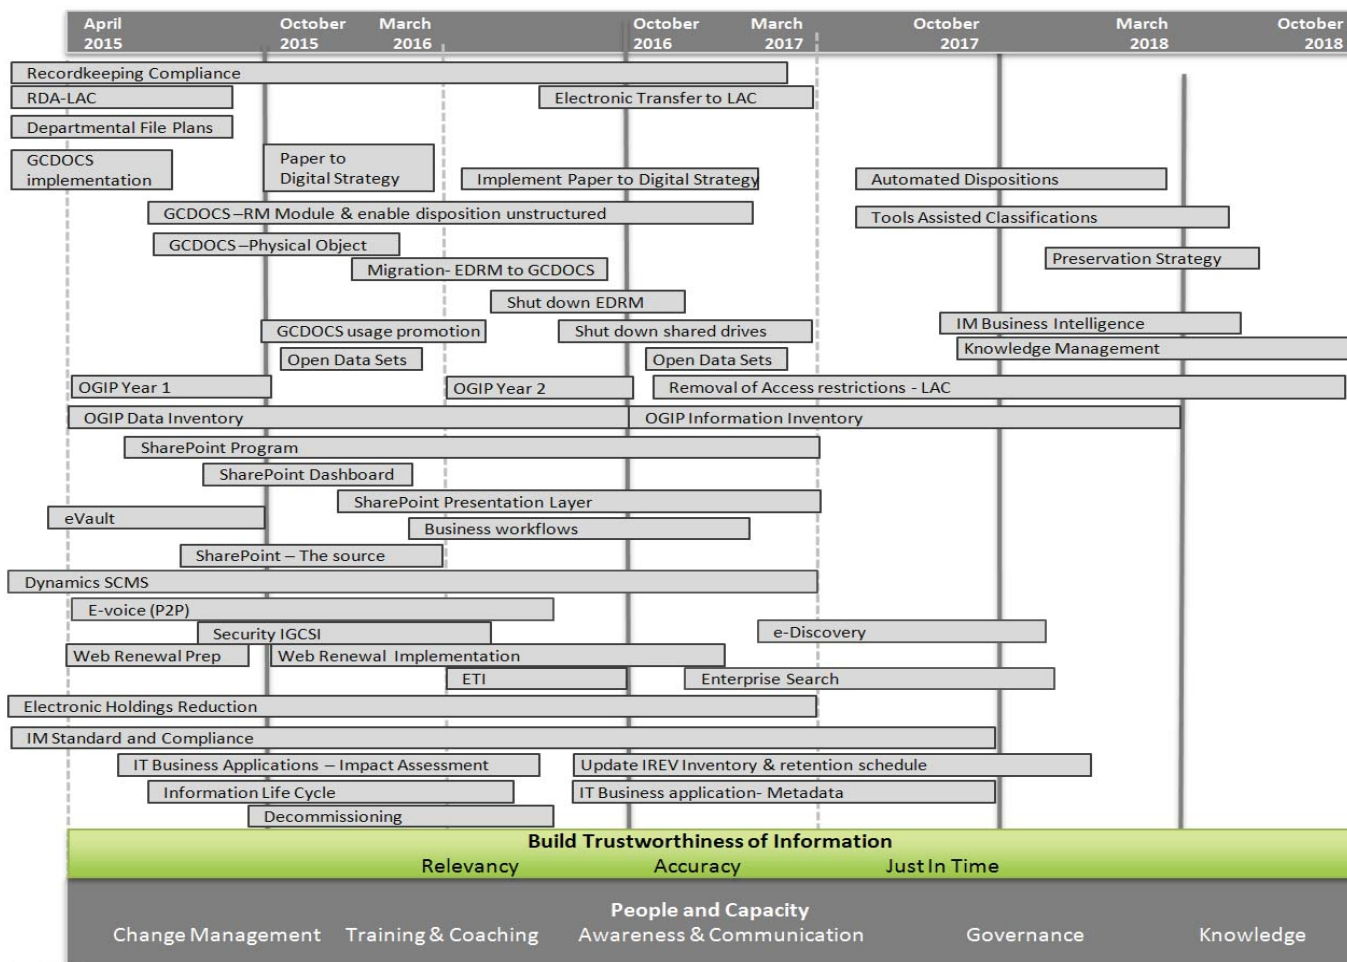 April 2015
October 2015
March 2016
October 2016
March 2017
October 2017
March 2018
October 2018
Recordkeeping Compliance
RDA-LAC
Electronic Transfer to LAC
Departmental File Plans
GCDOCS
implementation
Paper to
Digital Strategy
Implement Paper to Digital Strategy
Automated Dispositions
GCDOCS –RM Module & enable disposition unstructured
Tools Assisted Classifications
GCDOCS –Physical Object
Preservation Strategy
Migration- EDRM to GCDOCS
Shut down EDRM
GCDOCS usage promotion
Shut down shared drives
IM Business Intelligence
Open Data Sets
Open Data Sets
Knowledge Management
OGIP Year 1
OGIP Year 2
Removal of Access restrictions - LAC
OGIP Data Inventory
OGIP Information Inventory
SharePoint Program
SharePoint Dashboard
SharePoint Presentation Layer
eVault
Business workflows
SharePoint – The source
Dynamics SCMS
E-voice (P2P)
Security IGCSI
e-Discovery
Web Renewal Prep
Web Renewal Implementation
ETI
Enterprise Search
Electronic Holdings Reduction
IM Standard and Compliance
IT Business Applications – Impact Assessment
Update IREV Inventory & retention schedule
Information Life Cycle
IT Business application- Metadata
Decommissioning
Build Trustworthiness of Information
Relevancy
Accuracy
Just In Time
People and Capacity
Change Management
Training & Coaching
Awareness & Communication
Governance
Knowledge